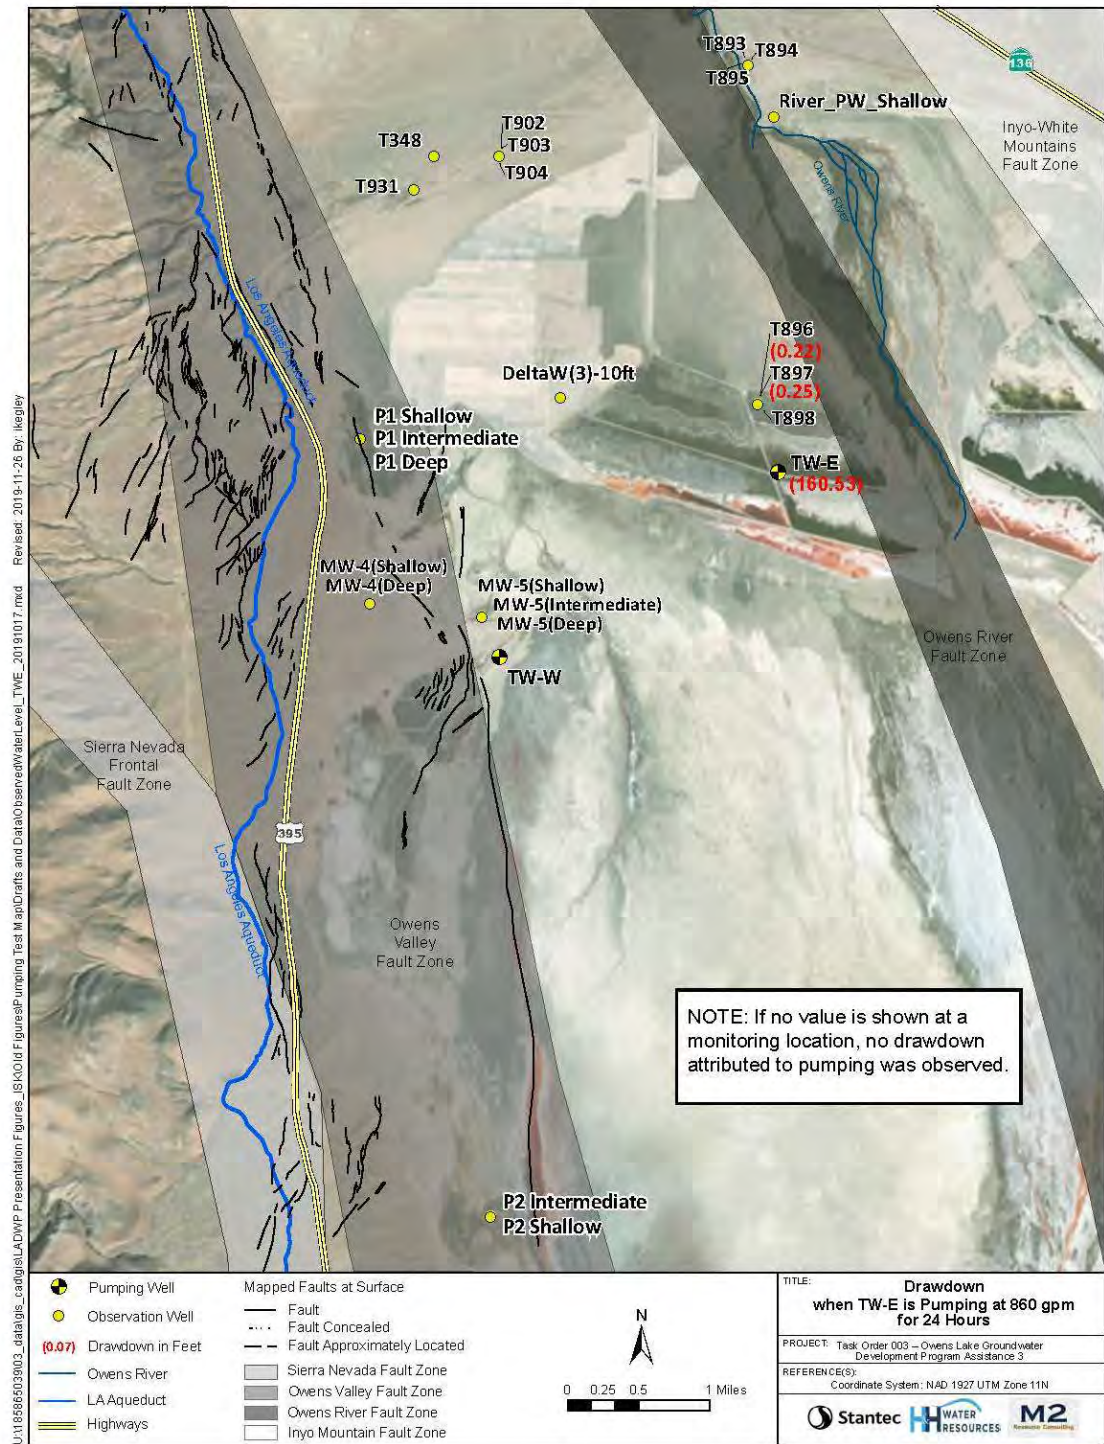 T893
T894
T895
136
River_PW_Shallow
Inyo-White
Mountains
Fault Zone
T902
T903
T904
T348
T931
Owens River
Los Angeles Aqueduct
T896
(0.22)
T897
(0.25)
T898
DeltaW(3)-10ft
P1 Shallow
P1 Intermediate
P1 Deep
TW-E
(160.53)
MW-4(Shallow)
MW-4(Deep)
MW-5(Shallow)
MW-5(Intermediate)
MW-5(Deep)
TW-W
Owens River
Fault Zone
Sierra Nevada
Frontal
Fault Zone
395
Los Angeles Aqueduct
Owens
Valley
Fault Zone
NOTE: If no value is shown at a
monitoring location, no drawdown
attributed to pumping was observed.
P2 Intermediate
P2 Shallow
Revised: 2019-11-26 By: ikegley
Pumping Well
Observation Well
(0.07) Drawdown in Feet
Owens River
LA Aqueduct
Highways
Mapped Faults at Surface
Fault
Fault Concealed
Fault Approximately Located
Sierra Nevada Fault Zone
Owens Valley Fault Zone
Owens River Fault Zone
Inyo Mountain Fault Zone
N
0 0.25 0.5 1 Miles
TITLE:
Drawdown
when TW-E is Pumping at 860 gpm
for 24 Hours
PROJECT: Task Order 003 – Owens Lake Groundwater
Development Program Assistance 3
REFERENCE(S):
Coordinate System: NAD 1927 UTM Zone 11N
Stantec
WATER
RESOURCES
M2